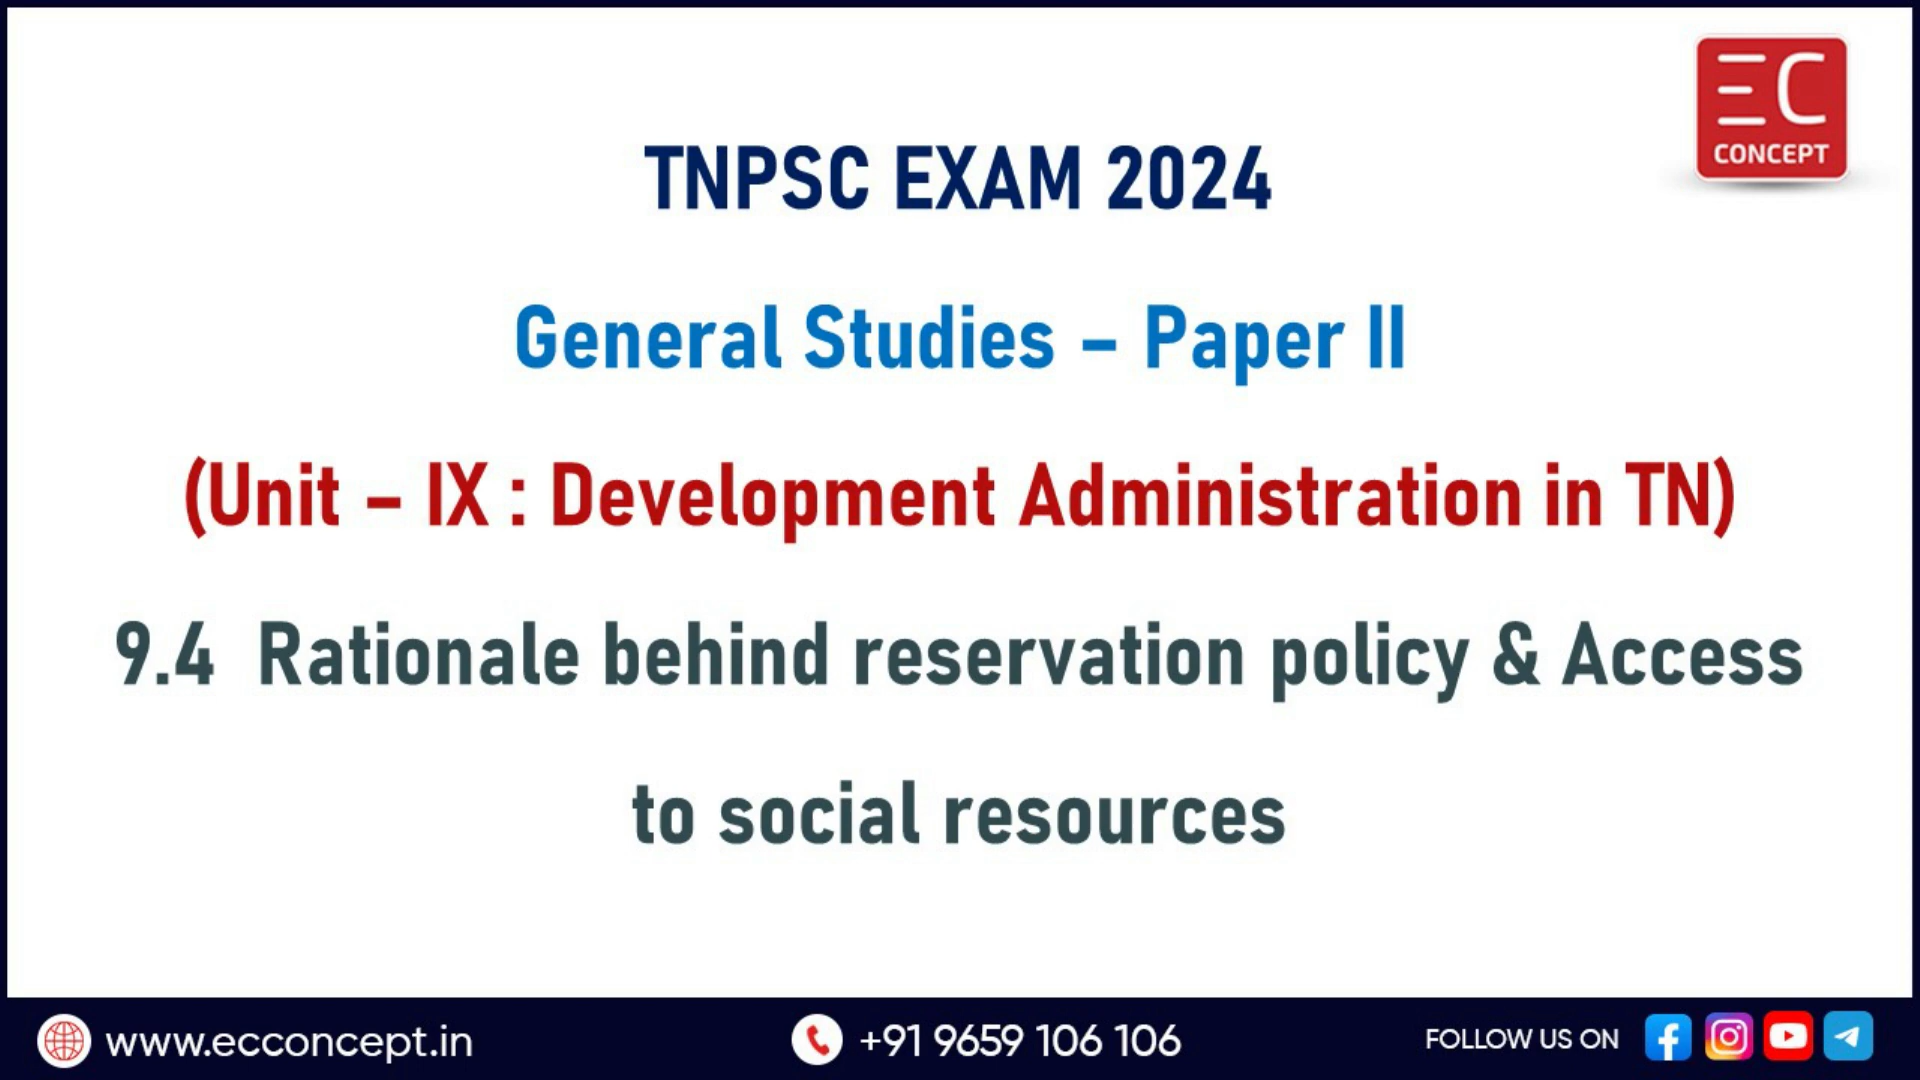 EC
CONCEPT
TNPSC EXAM 2024
General Studies – Paper II
(Unit – IX : Development Administration in TN)
9.4 Rationale behind reservation policy & Access
to social resources
www.ecconcept.in
+91 9659 106 106
FOLLOW US ON